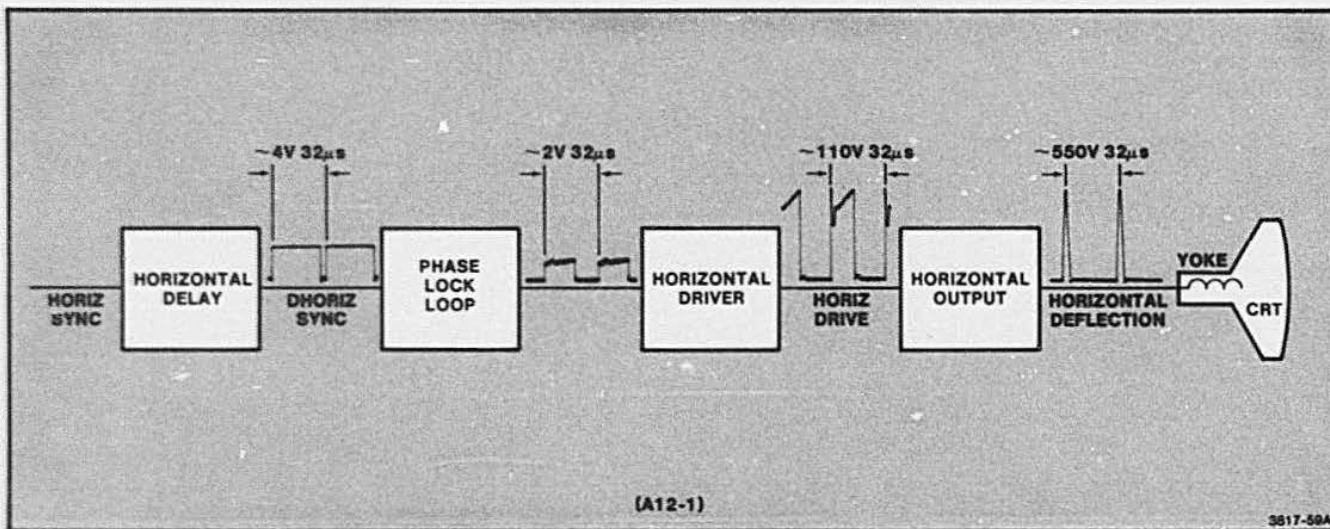 ~4V 32µs
~2V 32µs
~110V 32µs
~550V 32µs
HORIZ
SYNC
HORIZONTAL
DELAY
DHORIZ
SYNC
PHASE
LOCK
LOOP
HORIZONTAL
DRIVER
HORIZ
DRIVE
HORIZONTAL
OUTPUT
HORIZONTAL
DEFLECTION
YOKE
CRT
(A12-1)
3817-59A